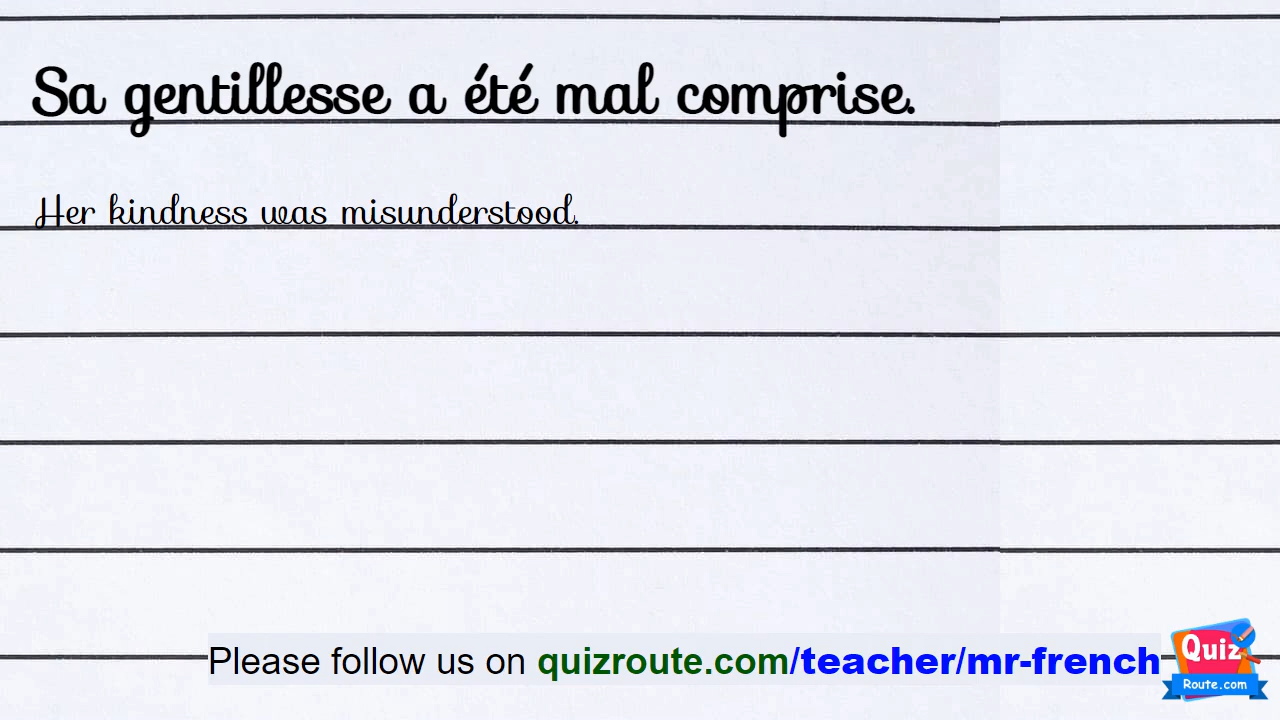 Sa gentillesse a été mal comprise.
Her kindness was misunderstood.
Please follow us on quizroute.com/teacher/mr-french
Quiz
Route.com